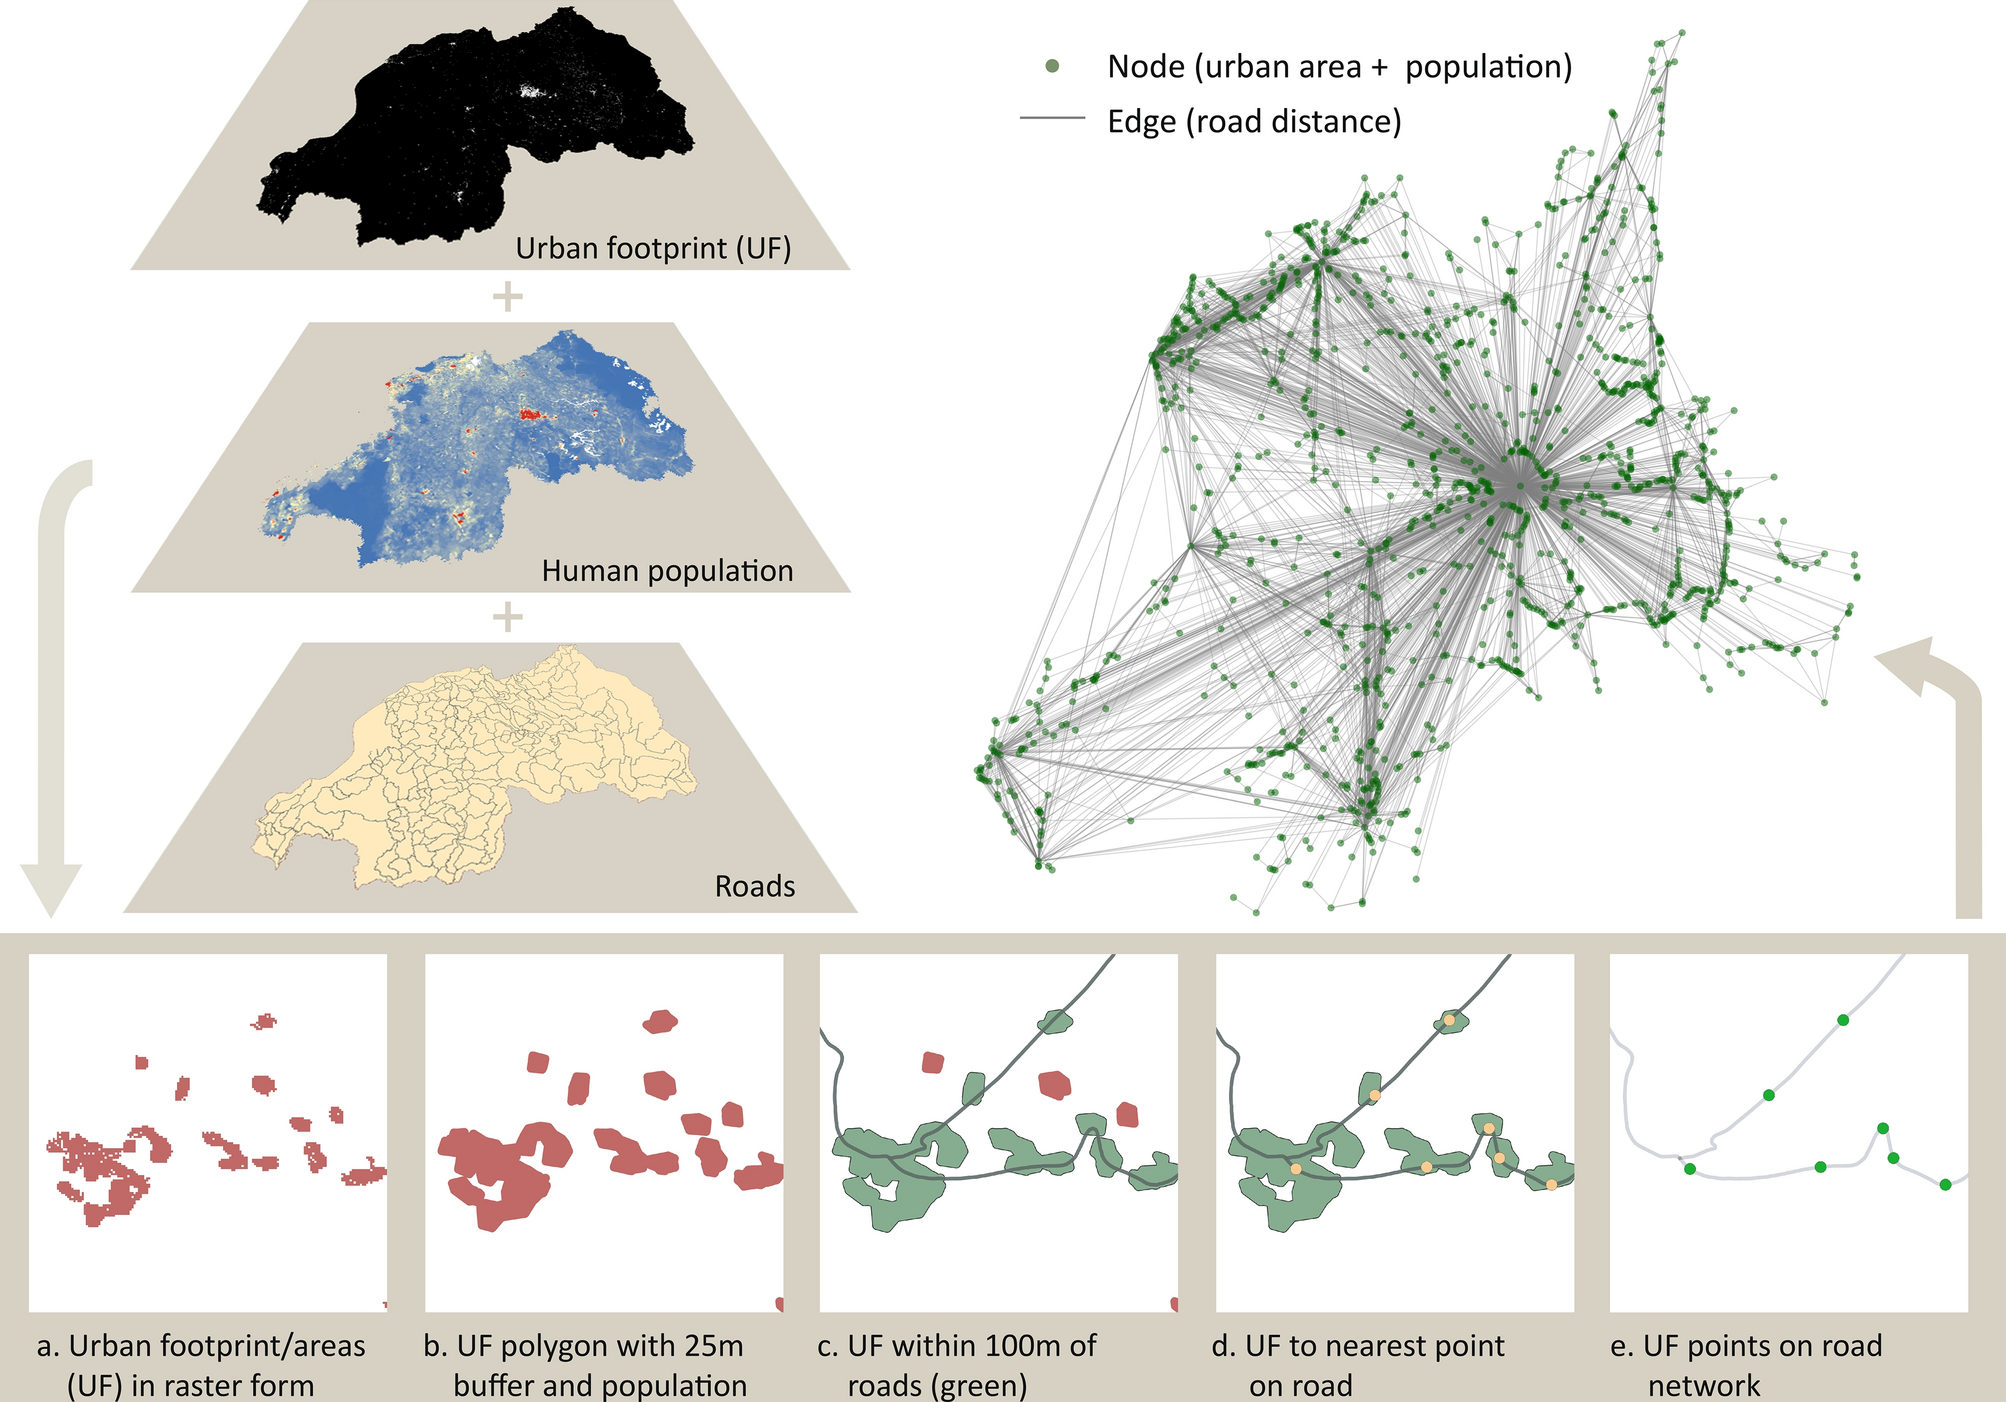 Urban footprint (UF)
+
Human population
+
Roads
Node (urban area + population)
Edge (road distance)
a. Urban footprint/areas
(UF) in raster form
b. UF polygon with 25m
buffer and population
c. UF within 100m of
roads (green)
d. UF to nearest point
on road
e. UF points on road
network